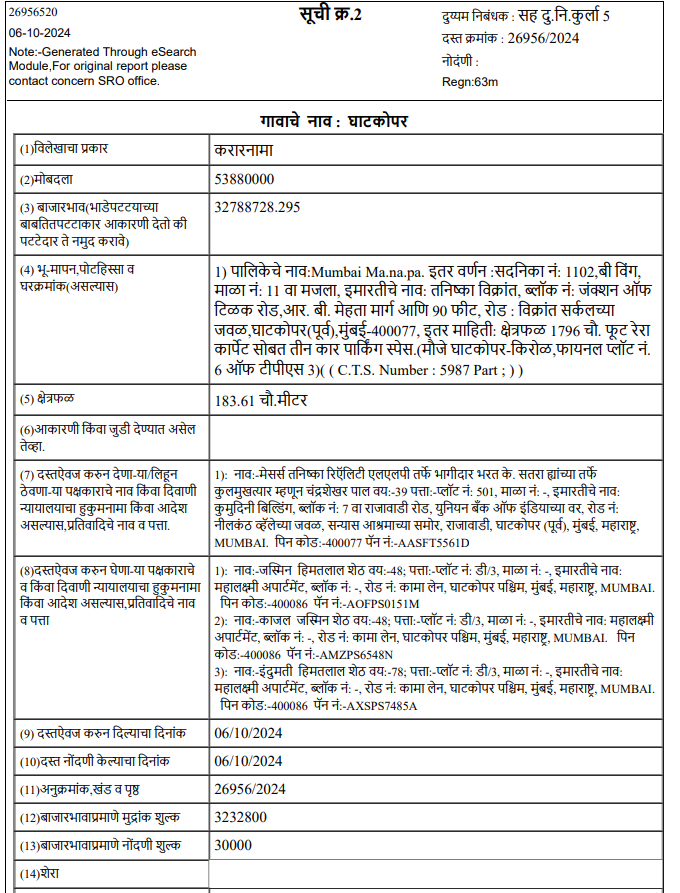 26956520
06-10-2024
Note:-Generated Through eSearch
Module,For original report please
contact concern SRO office.
सूची क्र.2
दुय्यम निबंधक : सह दु.नि.कुर्ला 5
दस्त क्रमांक : 26956/2024
नोदंणी :
Regn:63m
गावाचे नाव : घाटकोपर
(1)विलेखाचा प्रकार
करारनामा
(2)मोबदला
53880000
(3) बाजारभाव(भाडेपटटयाच्या
बाबतितपटटाकार आकारणी देतो की
पटटेदार ते नमुद करावे)
32788728.295
(4) भू-मापन,पोटहिस्सा व
घरक्रमांक(असल्यास)
1) पालिकेचे नाव:Mumbai Ma.na.pa. इतर वर्णन :सदनिका नं: 1102,बी विंग,
माळा नं: 11 वा मजला, इमारतीचे नाव: तनिष्का विक्रांत, ब्लॉक नं: जंक्शन ऑफ
टिळक रोड,आर. बी. मेहता मार्ग आणि 90 फीट, रोड : विक्रांत सर्कलच्या
जवळ,घाटकोपर(पूर्व),मुंबई-400077, इतर माहिती: क्षेत्रफळ 1796 चौ. फूट रेरा
कार्पेट सोबत तीन कार पार्किंग स्पेस.(मौजे घाटकोपर-किरोळ,फायनल प्लॉट नं.
6 ऑफ टीपीएस 3)( ( C.T.S. Number : 5987 Part ; ) )
(5) क्षेत्रफळ
183.61 चौ.मीटर
(6)आकारणी किंवा जुडी देण्यात असेल
तेव्हा.
(7) दस्तऐवज करुन देणा-या/लिहून
ठेवणा-या पक्षकाराचे नाव किंवा दिवाणी
न्यायालयाचा हुकुमनामा किंवा आदेश
असल्यास,प्रतिवादिचे नाव व पत्ता.
1): नाव:-मेसर्स तनिष्का रिऍलिटी एलएलपी तर्फे भागीदार भरत के. सतरा ह्यांच्या तर्फे
कुलमुखत्यार म्हणून चंद्रशेखर पाल वय:-39 पत्ता:-प्लॉट नं: 501, माळा नं: -, इमारतीचे नाव:
कुमुदिनी बिल्डिंग, ब्लॉक नं: 7 वा राजावाडी रोड, युनियन बँक ऑफ इंडियाच्या वर, रोड नं:
नीलकंठ व्हॅलेच्या जवळ, सन्यास आश्रमाच्या समोर, राजावाडी, घाटकोपर (पूर्व), मुंबई, महाराष्ट्र,
MUMBAI. पिन कोड:-400077 पॅन नं:-AASFT5561D
(8)दस्तऐवज करुन घेणा-या पक्षकाराचे
व किंवा दिवाणी न्यायालयाचा हुकुमनामा
किंवा आदेश असल्यास,प्रतिवादिचे नाव
व पत्ता
1): नाव:-जस्मिन हिमतलाल शेठ वय:-48; पत्ता:-प्लॉट नं: डी/3, माळा नं: -, इमारतीचे नाव:
महालक्ष्मी अपार्टमेंट, ब्लॉक नं: -, रोड नं: कामा लेन, घाटकोपर पश्चिम, मुंबई, महाराष्ट्र, MUMBAI.
पिन कोड:-400086 पॅन नं:-AOFPS0151M
2): नाव:-काजल जस्मिन शेठ वय:-48; पत्ता:-प्लॉट नं: डी/3, माळा नं: -, इमारतीचे नाव: महालक्ष्मी
अपार्टमेंट, ब्लॉक नं: -, रोड नं: कामा लेन, घाटकोपर पश्चिम, मुंबई, महाराष्ट्र, MUMBAI. पिन
कोड:-400086 पॅन नं:-AMZPS6548N
3): नाव:-इंदुमती हिमतलाल शेठ वय:-78; पत्ता:-प्लॉट नं: डी/3, माळा नं: -, इमारतीचे नाव:
महालक्ष्मी अपार्टमेंट, ब्लॉक नं: -, रोड नं: कामा लेन, घाटकोपर पश्चिम, मुंबई, महाराष्ट्र, MUMBAI.
पिन कोड:-400086 पॅन नं:-AXSPS7485A
(9) दस्तऐवज करुन दिल्याचा दिनांक
06/10/2024
(10)दस्त नोंदणी केल्याचा दिनांक
06/10/2024
(11)अनुक्रमांक,खंड व पृष्ठ
26956/2024
(12)बाजारभावाप्रमाणे मुद्रांक शुल्क
3232800
(13)बाजारभावाप्रमाणे नोंदणी शुल्क
30000
(14)शेरा